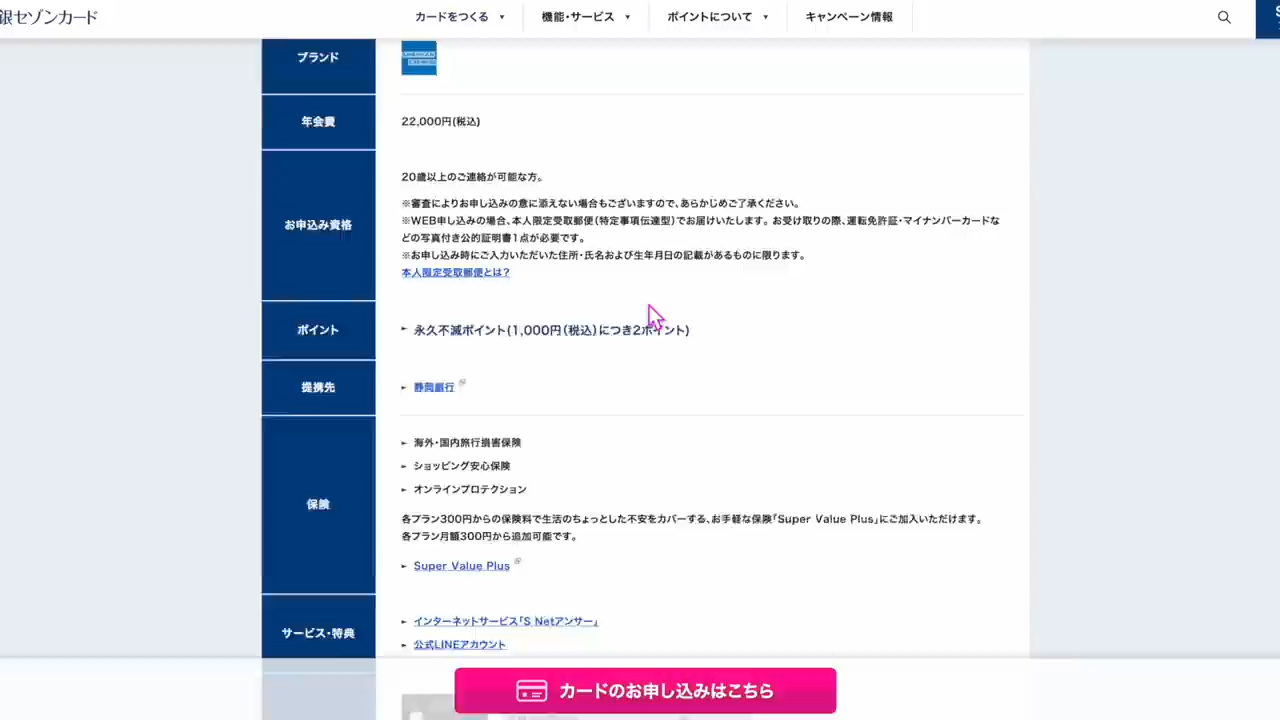 銀セゾンカード
カードをつくる
機能・サービス
ポイントについて
キャンペーン情報
ブランド
AMERICAN
EXPRESS
年会費
22,000円(税込)
お申込み資格
20歳以上のご連絡が可能な方。
※審査によりお申し込みの意に添えない場合もございますので、あらかじめご了承ください。
※WEB申し込みの場合、本人限定受取郵便(特定事項伝達型)でお届けいたします。お受け取りの際、運転免許証・マイナンバーカードな
どの写真付き公的証明書1点が必要です。
※お申し込み時にご入力いただいた住所・氏名および生年月日の記載があるものに限ります。
本人限定受取郵便とは?
ポイント
永久不滅ポイント(1,000円(税込)につき2ポイント)
提携先
静岡銀行
保険
海外・国内旅行損害保険
ショッピング安心保険
オンラインプロテクション
各プラン300円からの保険料で生活のちょっとした不安をカバーする、お手軽な保険「Super Value Plus」にご加入いただけます。
各プラン月額300円から追加可能です。
Super Value Plus
サービス・特典
インターネットサービス「S Netアンサー」
公式LINEアカウント
カードのお申し込みはこちら